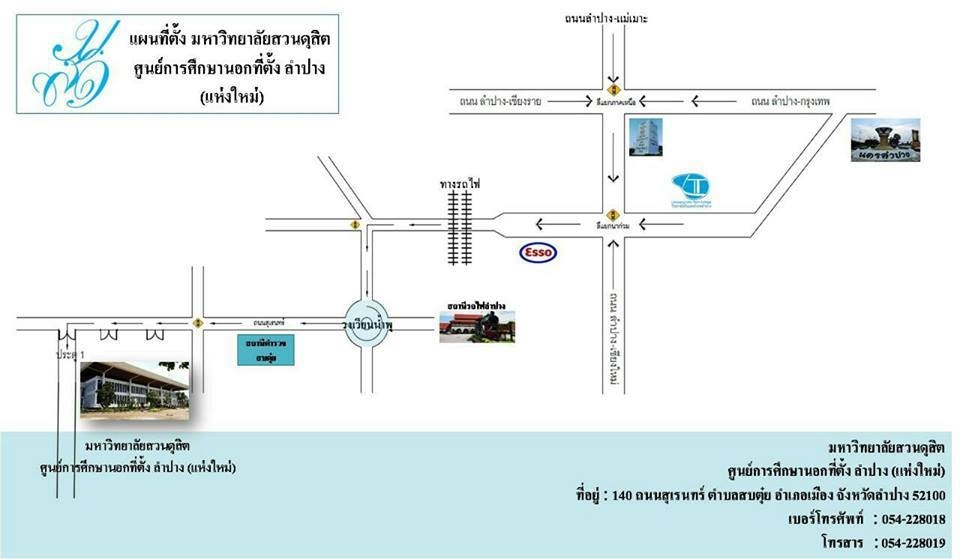 แผนที่ตั้ง มหาวิทยาลัยสวนดุสิต
ศูนย์การศึกษานอกที่ตั้ง ลำปาง
(แห่งใหม่)
ถนนลำปาง-แม่เมาะ
ถนน ลำปาง-เชียงราย
สี่แยกภาคเหนือ
ถนน ลำปาง-กรุงเทพ
นครลำปาง
ทางรถไฟ
สี่แยกนาก่วม
Esso
ถนน ลำปาง-เชียงใหม่
สถานีรถไฟลำปาง
วงเวียนน้ำพุ
ถนนสุเรนทร์
สถานีตำรวจ
สบตุ๋ย
ประตู 1
มหาวิทยาลัยสวนดุสิต
ศูนย์การศึกษานอกที่ตั้ง ลำปาง (แห่งใหม่)
มหาวิทยาลัยสวนดุสิต
ศูนย์การศึกษานอกที่ตั้ง ลำปาง (แห่งใหม่)
ที่อยู่ : 140 ถนนสุเรนทร์ ตำบลสบตุ๋ย อำเภอเมือง จังหวัดลำปาง 52100
เบอร์โทรศัพท์ : 054-228018
โทรสาร : 054-228019